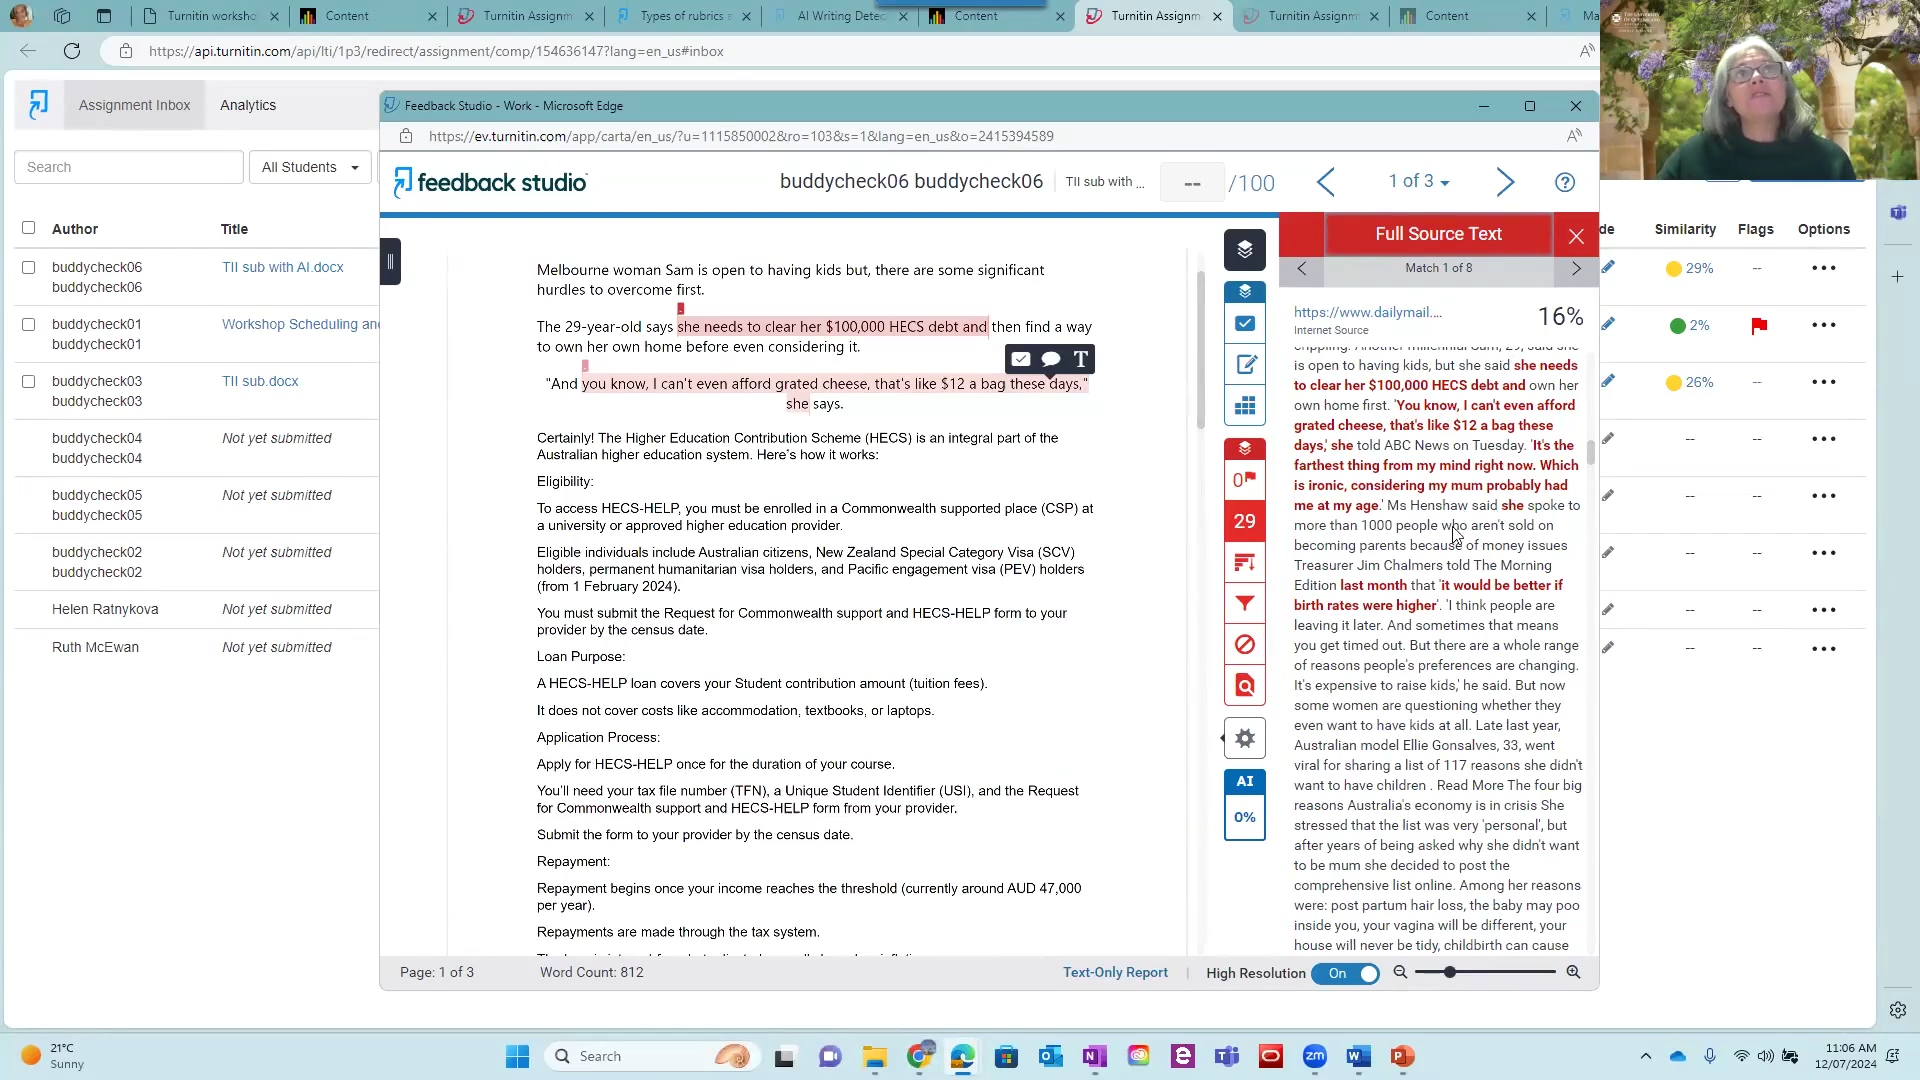 Turnitin worksho
Content
Turnitin Assignm
Types of rubrics a
AI Writing Detec
Content
Turnitin Assignm
Turnitin Assignm
Content
Ma
https://api.turnitin.com/api/lti/1p3/redirect/assignment/comp/154636147?lang=en_us#inbox
Assignment Inbox
Analytics
Search
All Students
Author
Title
buddycheck06
buddycheck06
TII sub with AI.docx
buddycheck01
buddycheck01
Workshop Scheduling an
buddycheck03
buddycheck03
TII sub.docx
buddycheck04
buddycheck04
Not yet submitted
buddycheck05
buddycheck05
Not yet submitted
buddycheck02
buddycheck02
Not yet submitted
Helen Ratnykova
Not yet submitted
Ruth McEwan
Not yet submitted
Feedback Studio - Work - Microsoft Edge
https://ev.turnitin.com/app/carta/en_us/?u=1115850002&ro=103&s=1&lang=en_us&o=2415394589
feedback studio
buddycheck06 buddycheck06
TII sub with ...
-- /100
1 of 3
Melbourne woman Sam is open to having kids but, there are some significant
hurdles to overcome first.
The 29-year-old says she needs to clear her $100,000 HECS debt and then find a way
to own her own home before even considering it.
"And you know, I can't even afford grated cheese, that's like $12 a bag these days,"
she says.
Certainly! The Higher Education Contribution Scheme (HECS) is an integral part of the
Australian higher education system. Here's how it works:
Eligibility:
To access HECS-HELP, you must be enrolled in a Commonwealth supported place (CSP) at
a university or approved higher education provider.
Eligible individuals include Australian citizens, New Zealand Special Category Visa (SCV)
holders, permanent humanitarian visa holders, and Pacific engagement visa (PEV) holders
(from 1 February 2024).
You must submit the Request for Commonwealth support and HECS-HELP form to your
provider by the census date.
Loan Purpose:
A HECS-HELP loan covers your Student contribution amount (tuition fees).
It does not cover costs like accommodation, textbooks, or laptops.
Application Process:
Apply for HECS-HELP once for the duration of your course.
You'll need your tax file number (TFN), a Unique Student Identifier (USI), and the Request
for Commonwealth support and HECS-HELP form from your provider.
Submit the form to your provider by the census date.
Repayment:
Repayment begins once your income reaches the threshold (currently around AUD 47,000
per year).
Repayments are made through the tax system.
0
29
AI
0%
Full Source Text
Match 1 of 8
https://www.dailymail....
Internet Source
16%
is open to having kids, but she said she needs
to clear her $100,000 HECS debt and own her
own home first. 'You know, I can't even afford
grated cheese, that's like $12 a bag these
days,' she told ABC News on Tuesday. 'It's the
farthest thing from my mind right now. Which
is ironic, considering my mum probably had
me at my age.' Ms Henshaw said she spoke to
more than 1000 people who aren't sold on
becoming parents because of money issues
Treasurer Jim Chalmers told The Morning
Edition last month that 'it would be better if
birth rates were higher'. 'I think people are
leaving it later. And sometimes that means
you get timed out. But there are a whole range
of reasons people's preferences are changing.
It's expensive to raise kids,' he said. But now
some women are questioning whether they
even want to have kids at all. Late last year,
Australian model Ellie Gonsalves, 33, went
viral for sharing a list of 117 reasons she didn't
want to have children . Read More The four big
reasons Australia's economy is in crisis She
stressed that the list was very 'personal', but
after years of being asked why she didn't want
to be mum she decided to post the
comprehensive list online. Among her reasons
were: post partum hair loss, the baby may poo
inside you, your vagina will be different, your
house will never be tidy, childbirth can cause
Page: 1 of 3
Word Count: 812
Text-Only Report
High Resolution
On
de
Similarity
Flags
Options
29%
--
2%
26%
--
--
--
--
--
--
--
--
--
--
--
21°C
Sunny
Search
11:06 AM
12/07/2024